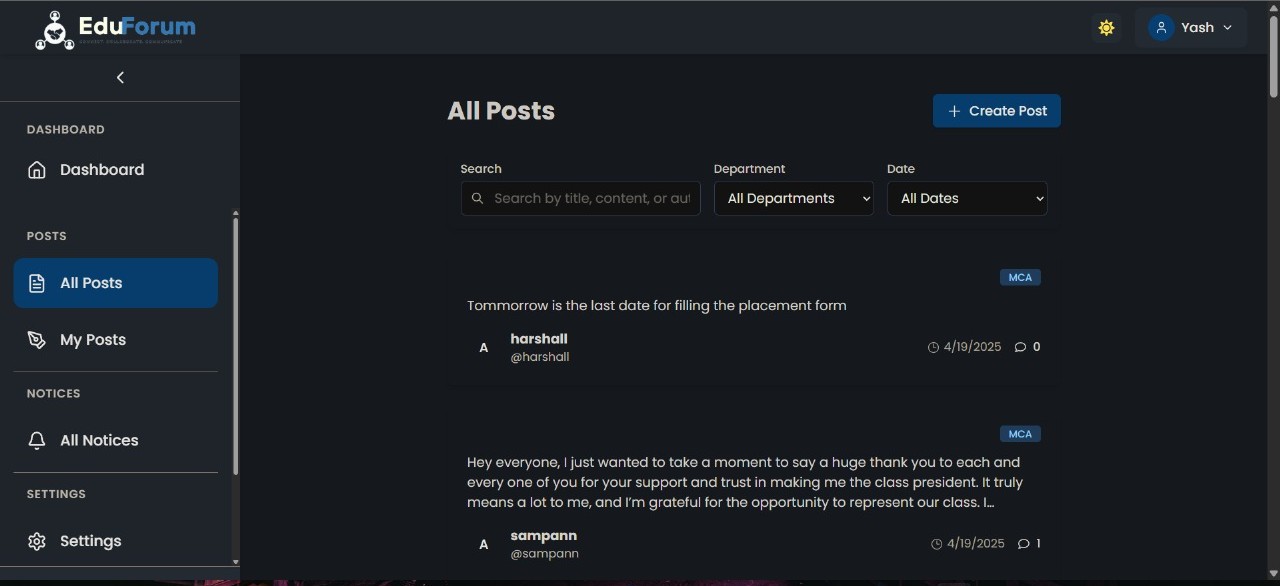 EduForum
Yash
DASHBOARD
Dashboard
POSTS
All Posts
My Posts
NOTICES
All Notices
SETTINGS
Settings
All Posts
Create Post
Search
Department
Date
Search by title, content, or aut
All Departments
All Dates
MCA
Tommorrow is the last date for filling the placement form
A
harshall
@harshall
4/19/2025
0
MCA
Hey everyone, I just wanted to take a moment to say a huge thank you to each and
every one of you for your support and trust in making me the class president. It truly
means a lot to me, and I'm grateful for the opportunity to represent our class. I...
A
sampann
@sampann
4/19/2025
1